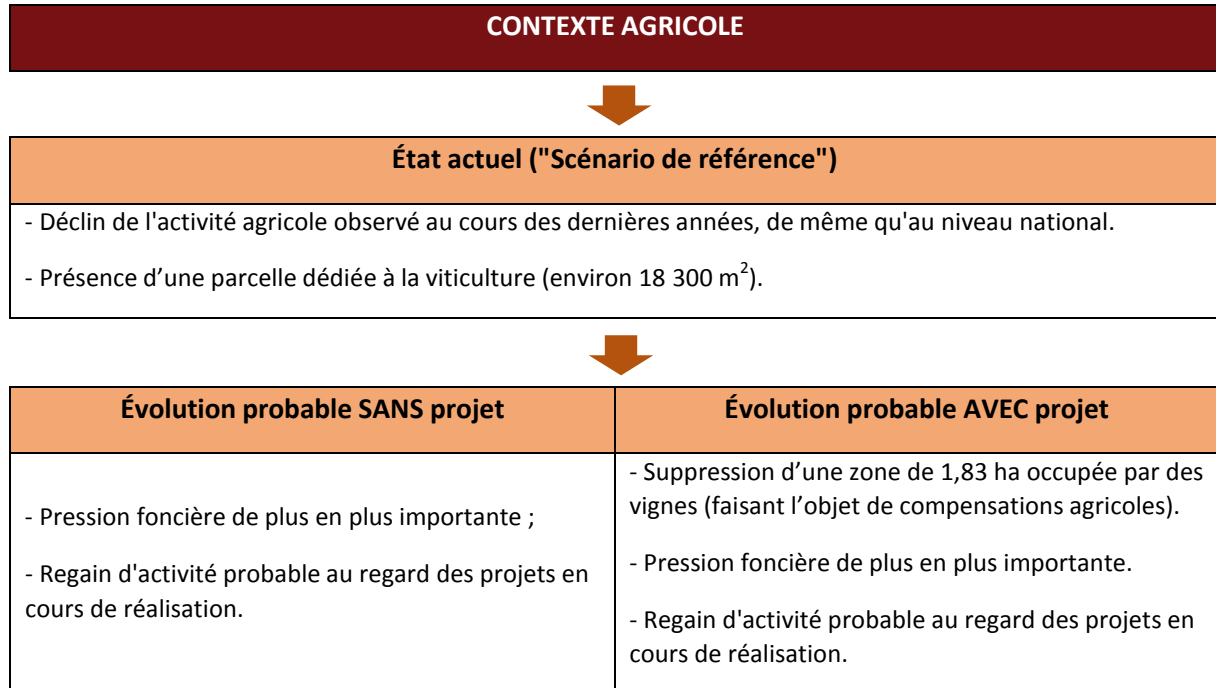 CONTEXTE AGRICOLE
État actuel ("Scénario de référence")
- Déclin de l'activité agricole observé au cours des dernières années, de même qu'au niveau national.
- Présence d’une parcelle dédiée à la viticulture (environ 18 300 m²).
Évolution probable SANS projet
- Pression foncière de plus en plus importante ;
- Regain d'activité probable au regard des projets en
cours de réalisation.
Évolution probable AVEC projet
- Suppression d’une zone de 1,83 ha occupée par des
vignes (faisant l’objet de compensations agricoles).
- Pression foncière de plus en plus importante.
- Regain d'activité probable au regard des projets en
cours de réalisation.